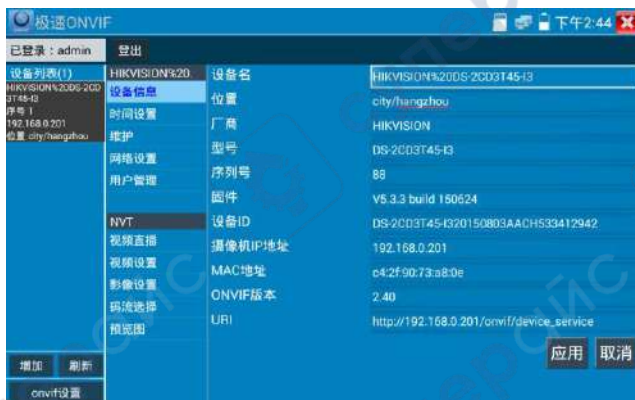 极速ONVIF
下午2:44
已登录：admin
登出
设备列表(1)
HIKVISION%20DS-2CD
3T45-I3
序号 1
192.168.0.201
位置 city/hangzhou
增加
刷新
onvif设置
HIKVISION%20
设备信息
时间设置
维护
网络设置
用户管理
NVT
视频直播
视频设置
影像设置
码流选择
预览图
设备名
HIKVISION%20DS-2CD3T45-I3
位置
city/hangzhou
厂商
HIKVISION
型号
DS-2CD3T45-I3
序列号
88
固件
V5.3.3 build 150624
设备ID
DS-2CD3T45-I320150803AACH533412942
摄像机IP地址
192.168.0.201
MAC地址
c4:2f:90:73:a8:0e
ONVIF版本
2.40
URI
http://192.168.0.201/onvif/device_service
应用
取消